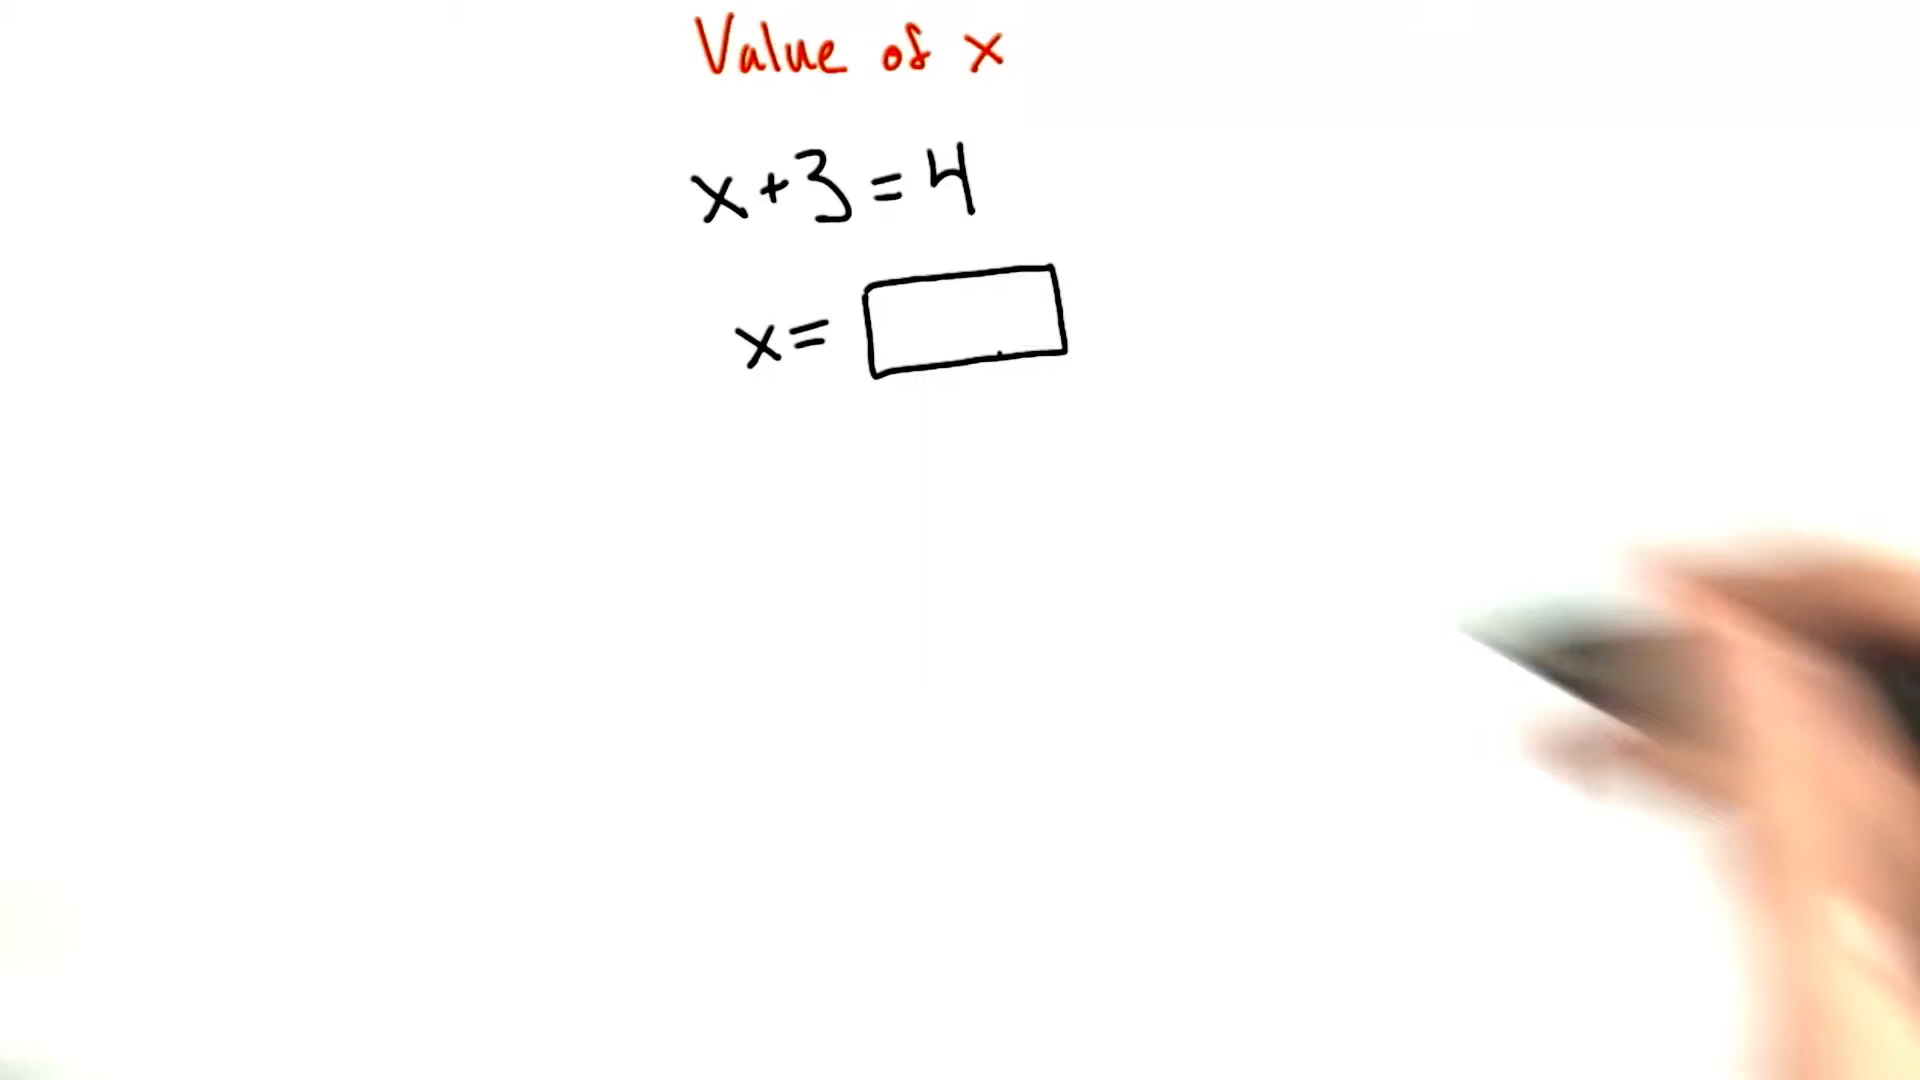 Value of x
x+3=4
x=